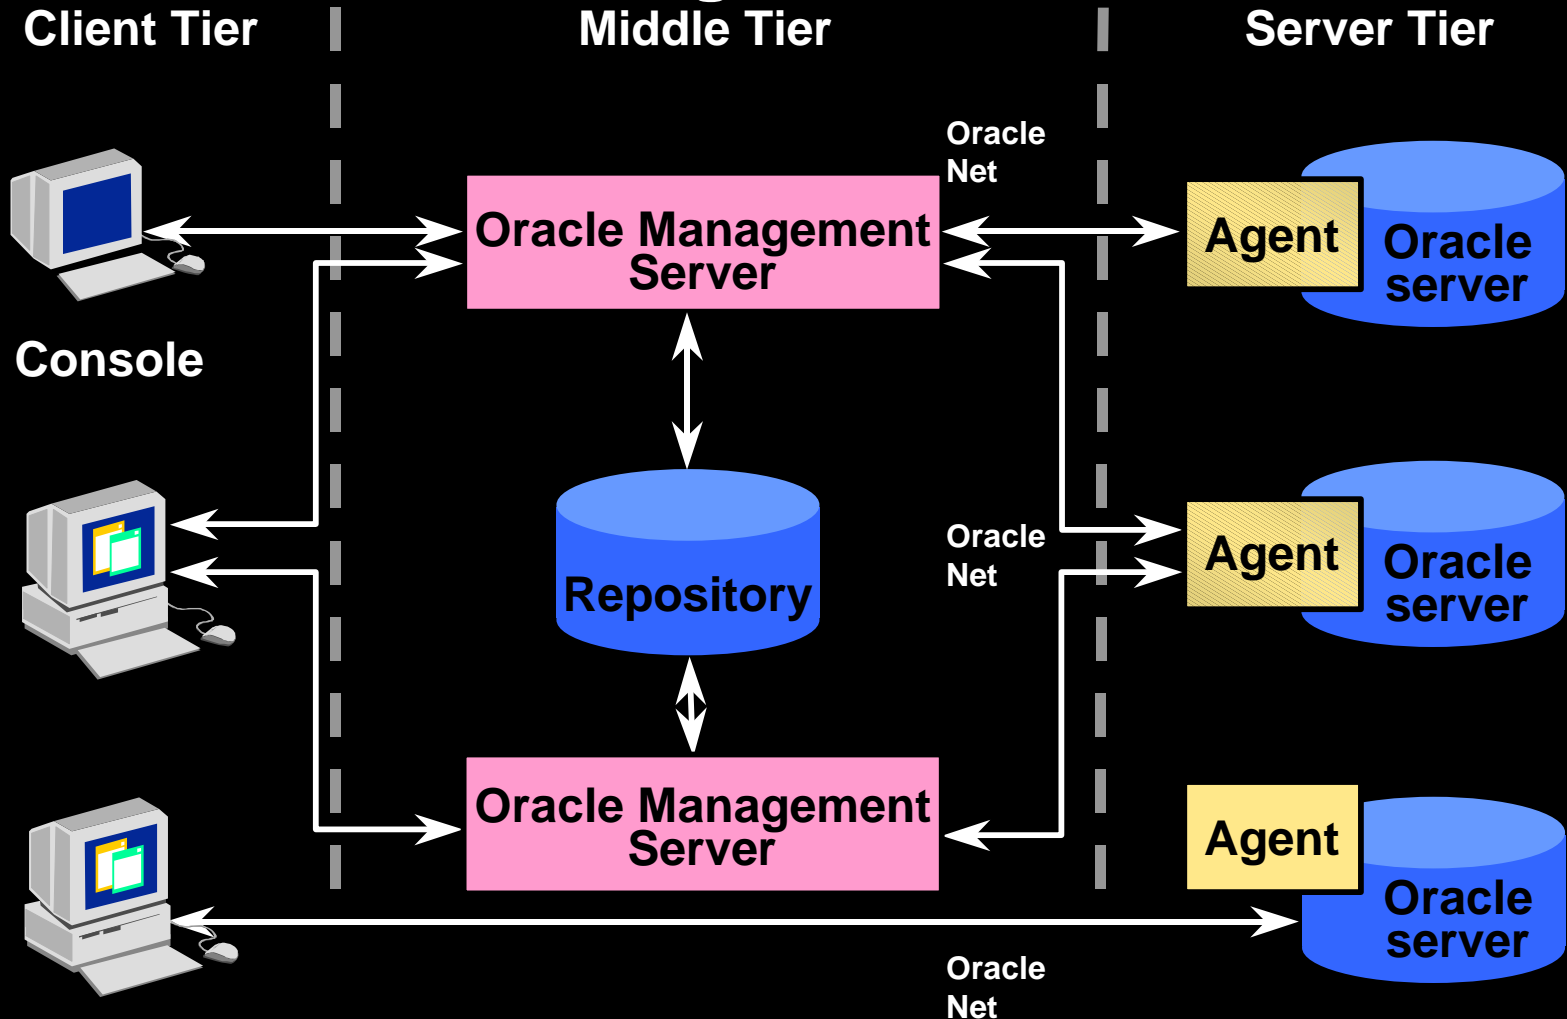 Client Tier
Middle Tier
Server Tier
Oracle
Net
Oracle Management
Server
Agent
Oracle
server
Console
Repository
Oracle
Net
Agent
Oracle
server
Oracle Management
Server
Agent
Oracle
server
Oracle
Net